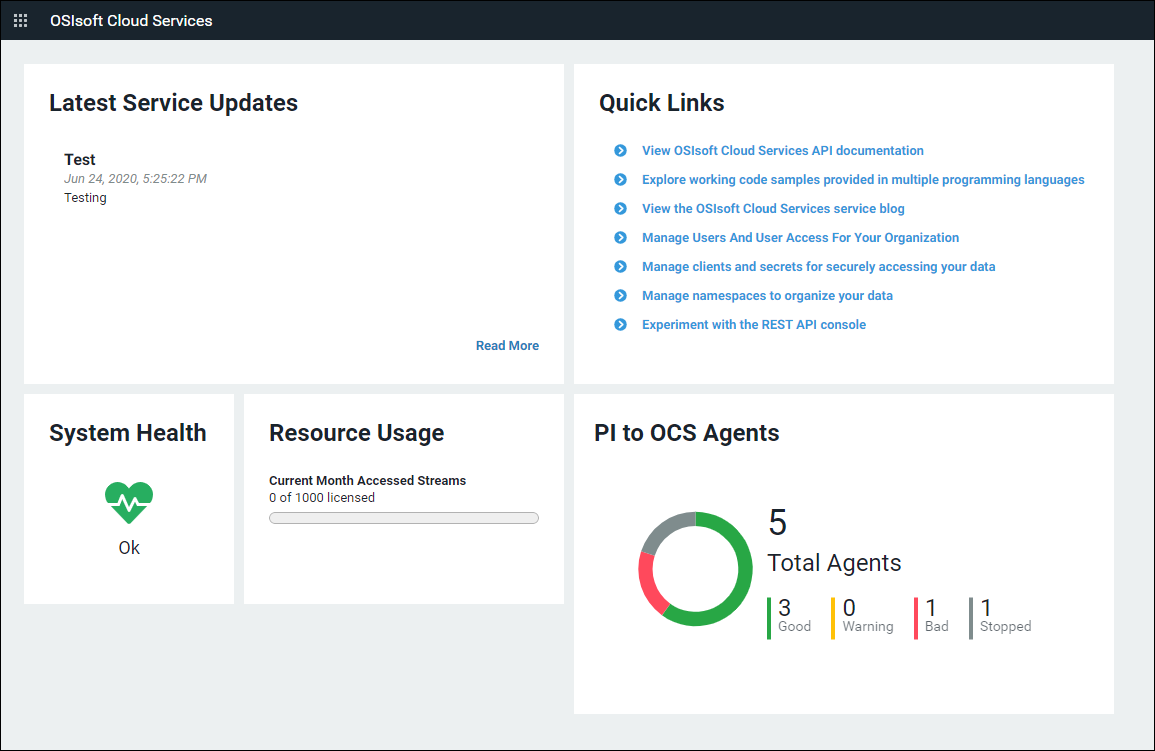 OSIsoft Cloud Services
Latest Service Updates
Test
Jun 24, 2020, 5:25:22 PM
Testing
Read More
Quick Links
View OSIsoft Cloud Services API documentation
Explore working code samples provided in multiple programming languages
View the OSIsoft Cloud Services service blog
Manage Users And User Access For Your Organization
Manage clients and secrets for securely accessing your data
Manage namespaces to organize your data
Experiment with the REST API console
System Health
Ok
Resource Usage
Current Month Accessed Streams
0 of 1000 licensed
PI to OCS Agents
5
Total Agents
3 0 1 1
Good Warning Bad Stopped